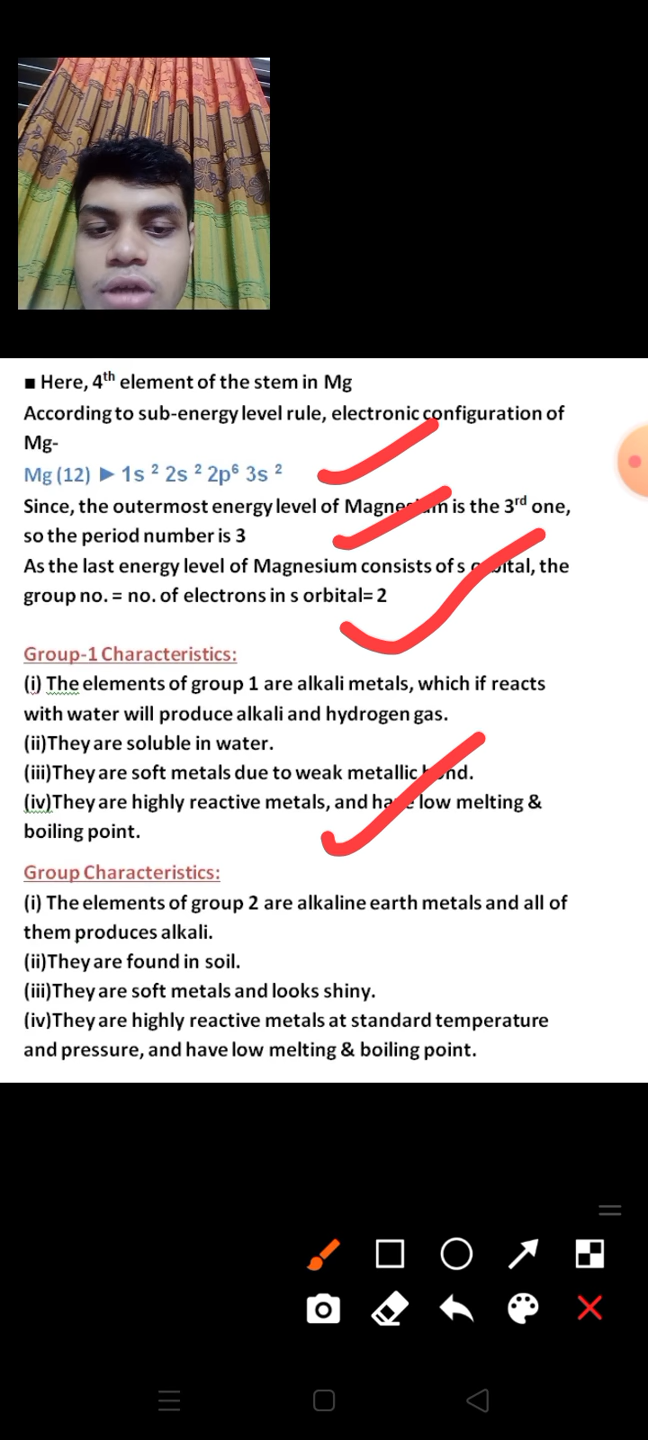 ■ Here, 4th element of the stem in Mg
According to sub-energy level rule, electronic configuration of
Mg-
Mg (12) ► 1s 2 2s 2 2p6 3s 2
Since, the outermost energy level of Magnesium is the 3rd one,
so the period number is 3
As the last energy level of Magnesium consists of s orbital, the
group no. = no. of electrons in s orbital= 2
Group-1 Characteristics:
(i) The elements of group 1 are alkali metals, which if reacts
with water will produce alkali and hydrogen gas.
(ii)They are soluble in water.
(iii)They are soft metals due to weak metallic bond.
(iv)They are highly reactive metals, and have low melting &
boiling point.
Group Characteristics:
(i) The elements of group 2 are alkaline earth metals and all of
them produces alkali.
(ii)They are found in soil.
(iii)They are soft metals and looks shiny.
(iv)They are highly reactive metals at standard temperature
and pressure, and have low melting & boiling point.